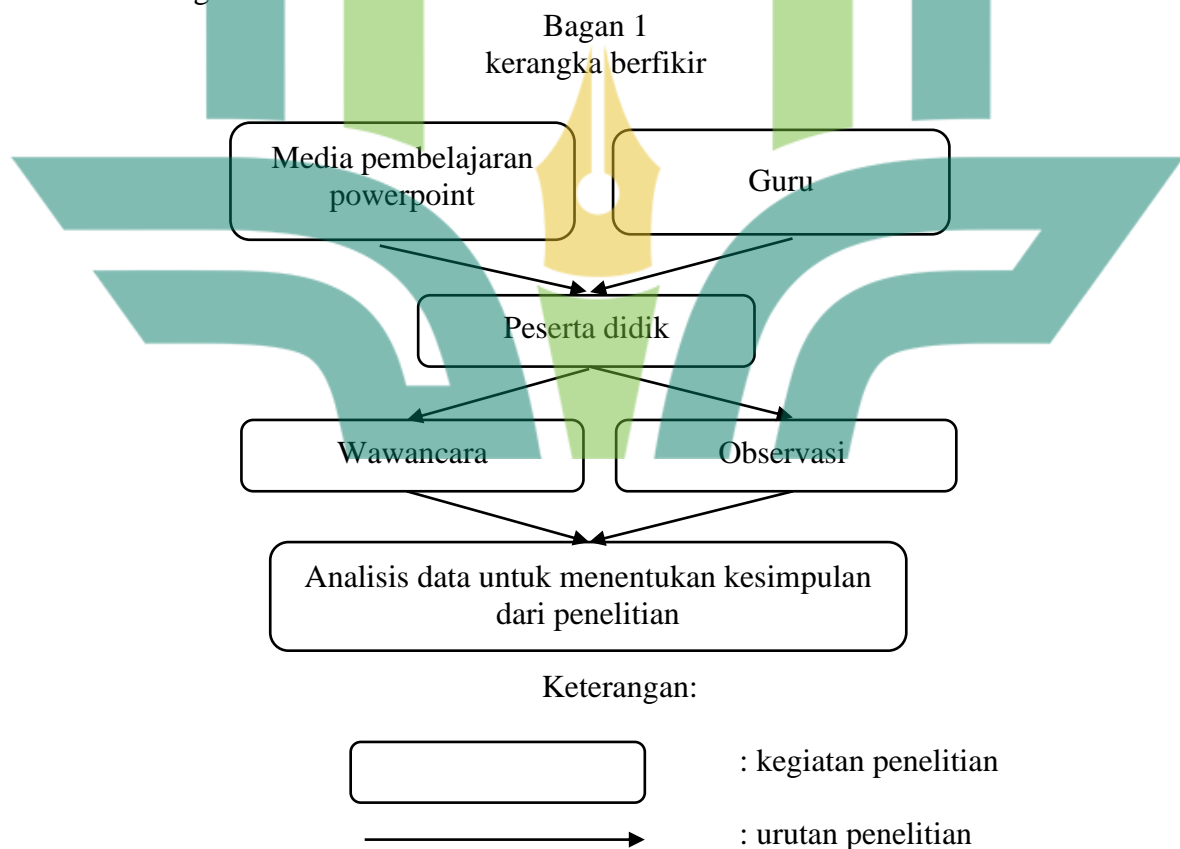 Bagan 1
kerangka berfikir
Media pembelajaran
powerpoint
Guru
Peserta didik
Wawancara
Observasi
Analisis data untuk menentukan kesimpulan
dari penelitian
Keterangan:
: kegiatan penelitian
: urutan penelitian